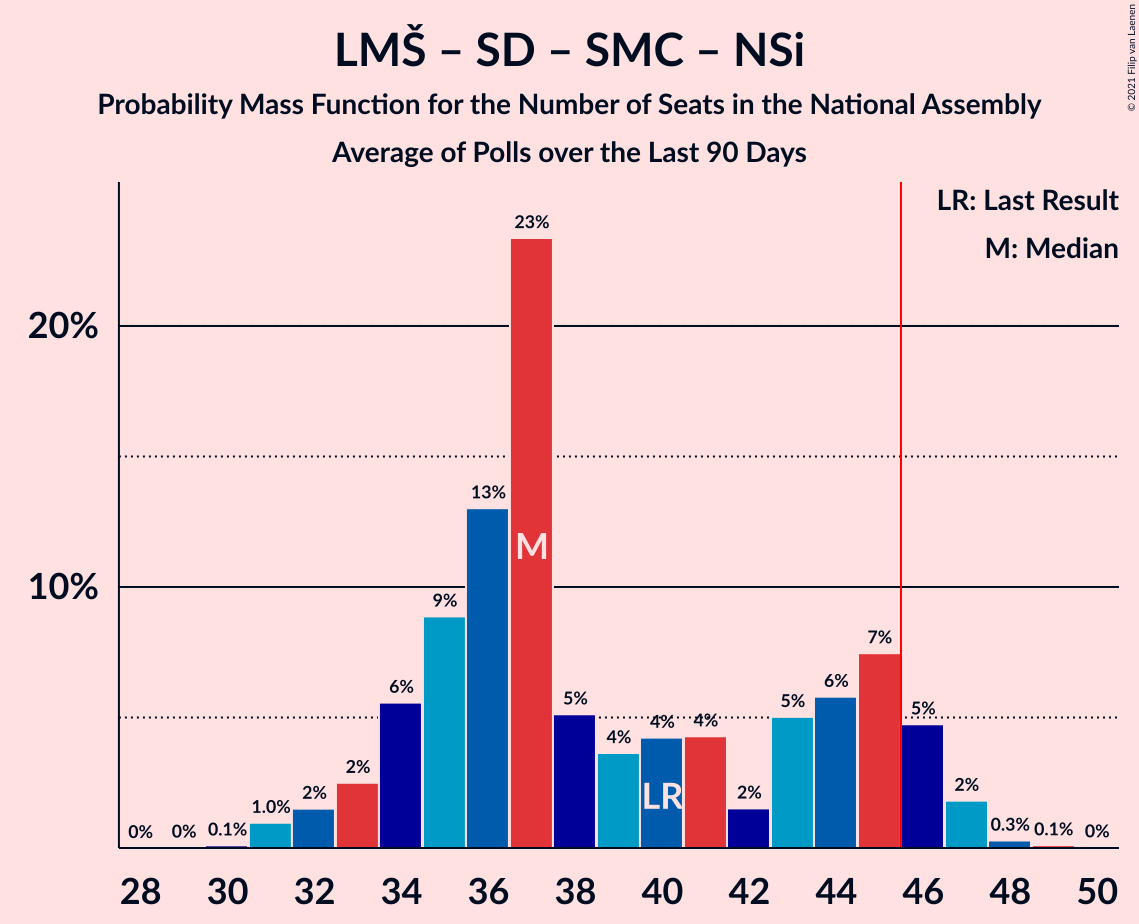 LMŠ – SD – SMC – NSi
Probability Mass Function for the Number of Seats in the National Assembly
Average of Polls over the Last 90 Days
© 2021 Filip van Laenen
LR: Last Result
M: Median
20%
10%
0%
0%
0.1%
1.0%
2%
2%
6%
9%
13%
23%
5%
4%
4%
4%
2%
5%
6%
7%
5%
2%
0.3%
0.1%
0%
M
LR
28 30 32 34 36 38 40 42 44 46 48 50